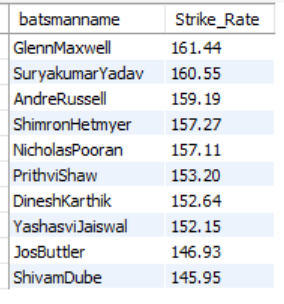 batsmanname Strike_Rate
GlennMaxwell 161.44
SuryakumarYadav 160.55
AndreRussell 159.19
ShimronHetmyer 157.27
NicholasPooran 157.11
PrithviShaw 153.20
DineshKarthik 152.64
YashasviJaiswal 152.15
JosButtler 146.93
ShivamDube 145.95